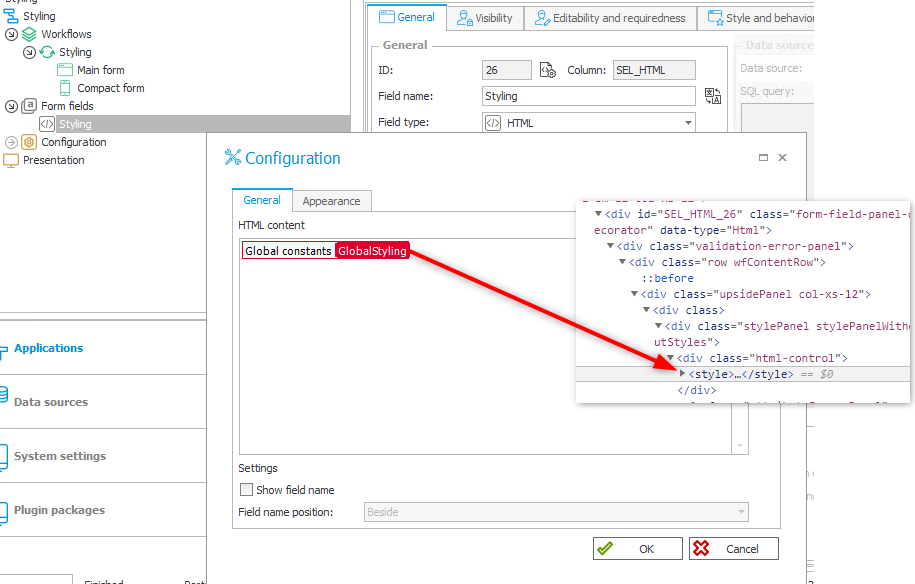 Styling
Workflows
Styling
Main form
Compact form
Form fields
Styling
Configuration
Presentation
Applications
Data sources
System settings
Plugin packages
General
Visibility
Editability and requiredness
Style and behavior
General
ID:
26
Column:
SEL_HTML
Field name:
Styling
Field type:
HTML
Data source
Data source:
SQL query:
Configuration
General
Appearance
HTML content
Global constants GlobalStyling
Settings
Show field name
Field name position:
Beside
OK
Cancel
<div id="SEL_HTML_26" class="form-field-panel-d
ecorator" data-type="Html">
<div class="validation-error-panel">
<div class="row wfContentRow">
::before
<div class="upsidePanel col-xs-12">
<div class>
<div class="stylePanel stylePanelWitho
utStyles">
<div class="html-control">
<style>…</style> == $0
</div>